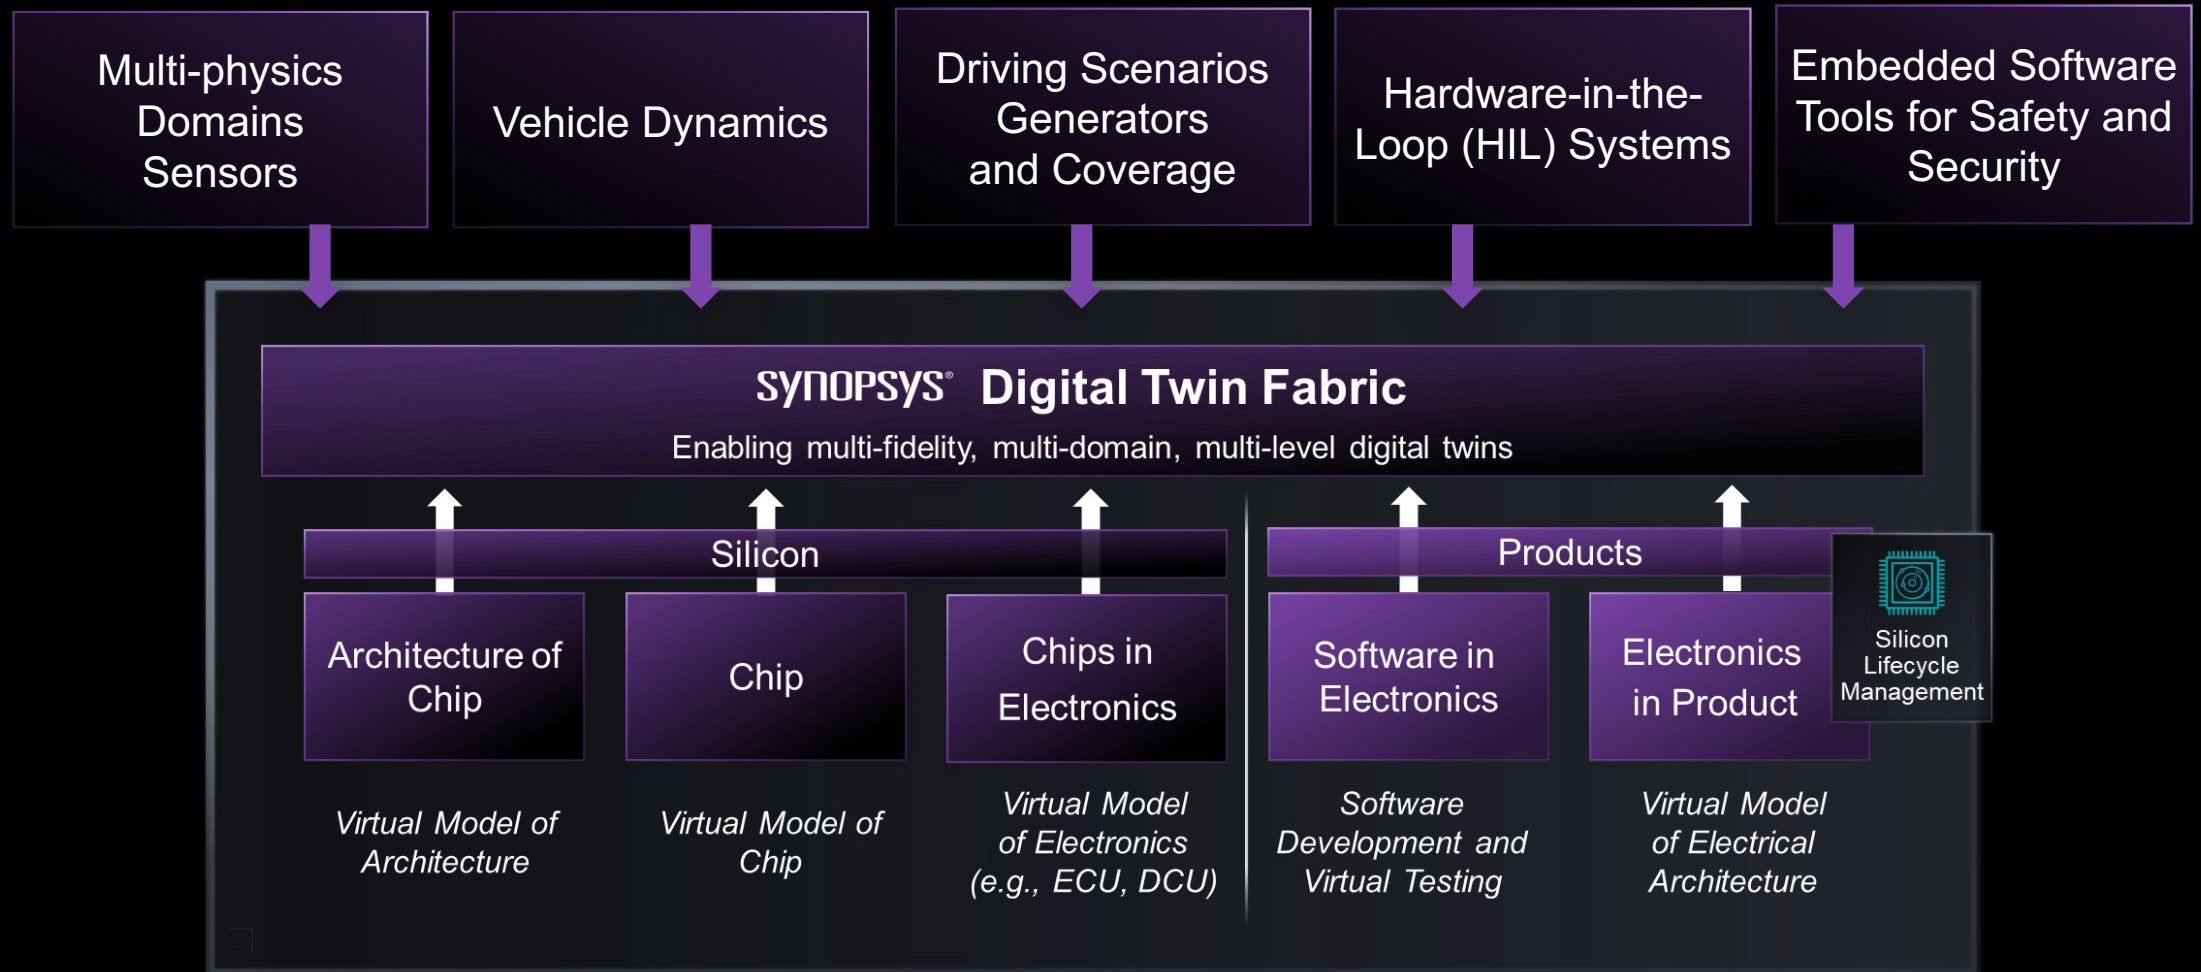 Multi-physics
Domains
Sensors
Vehicle Dynamics
Driving Scenarios
Generators
and Coverage
Hardware-in-the-
Loop (HIL) Systems
Embedded Software
Tools for Safety and
Security
SYNOPSYS® Digital Twin Fabric
Enabling multi-fidelity, multi-domain, multi-level digital twins
Silicon
Products
Architecture of
Chip
Chip
Chips in
Electronics
Software in
Electronics
Electronics
in Product
Silicon
Lifecycle
Management
Virtual Model of
Architecture
Virtual Model of
Chip
Virtual Model
of Electronics
(e.g., ECU, DCU)
Software
Development and
Virtual Testing
Virtual Model
of Electrical
Architecture